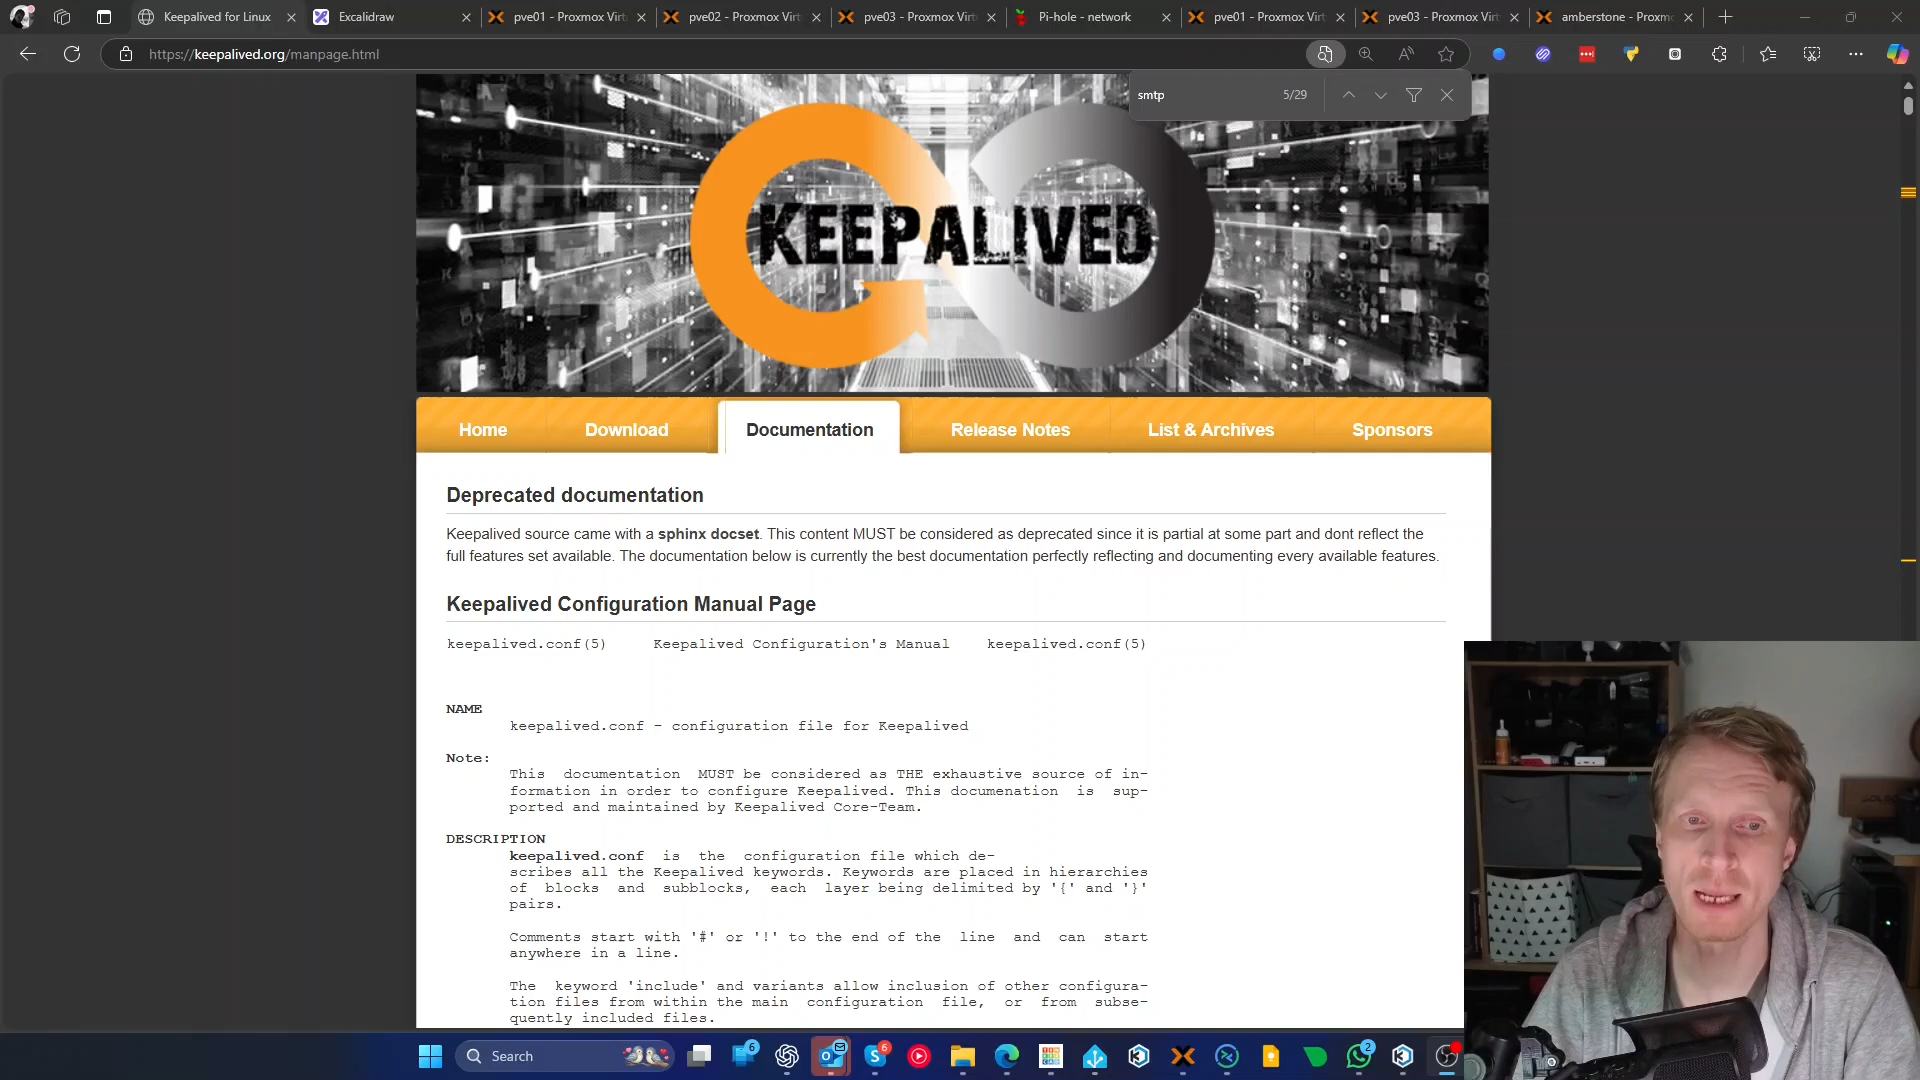 Keepalived for Linux
Excalidraw
pve01 - Proxmox Virt
pve02 - Proxmox Virt
pve03 - Proxmox Virt
Pi-hole - network
pve01 - Proxmox Virt
pve03 - Proxmox Virt
amberstone - Proxmo
https://keepalived.org/manpage.html
smtp 5/29
KEEPALIVED
Home Download Documentation Release Notes List & Archives Sponsors
Deprecated documentation
Keepalived source came with a sphinx docset. This content MUST be considered as deprecated since it is partial at some part and dont reflect the
full features set available. The documentation below is currently the best documentation perfectly reflecting and documenting every available features.
Keepalived Configuration Manual Page
keepalived.conf(5) Keepalived Configuration's Manual keepalived.conf(5)
NAME
keepalived.conf - configuration file for Keepalived
Note:
This documentation MUST be considered as THE exhaustive source of in-
formation in order to configure Keepalived. This documenation is sup-
ported and maintained by Keepalived Core-Team.
DESCRIPTION
keepalived.conf is the configuration file which de-
scribes all the Keepalived keywords. Keywords are placed in hierarchies
of blocks and subblocks, each layer being delimited by '{' and '}'
pairs.
Comments start with '#' or '!' to the end of the line and can start
anywhere in a line.
The keyword 'include' and variants allow inclusion of other configura-
tion files from within the main configuration file, or from subse-
quently included files.
Search
6
6
2